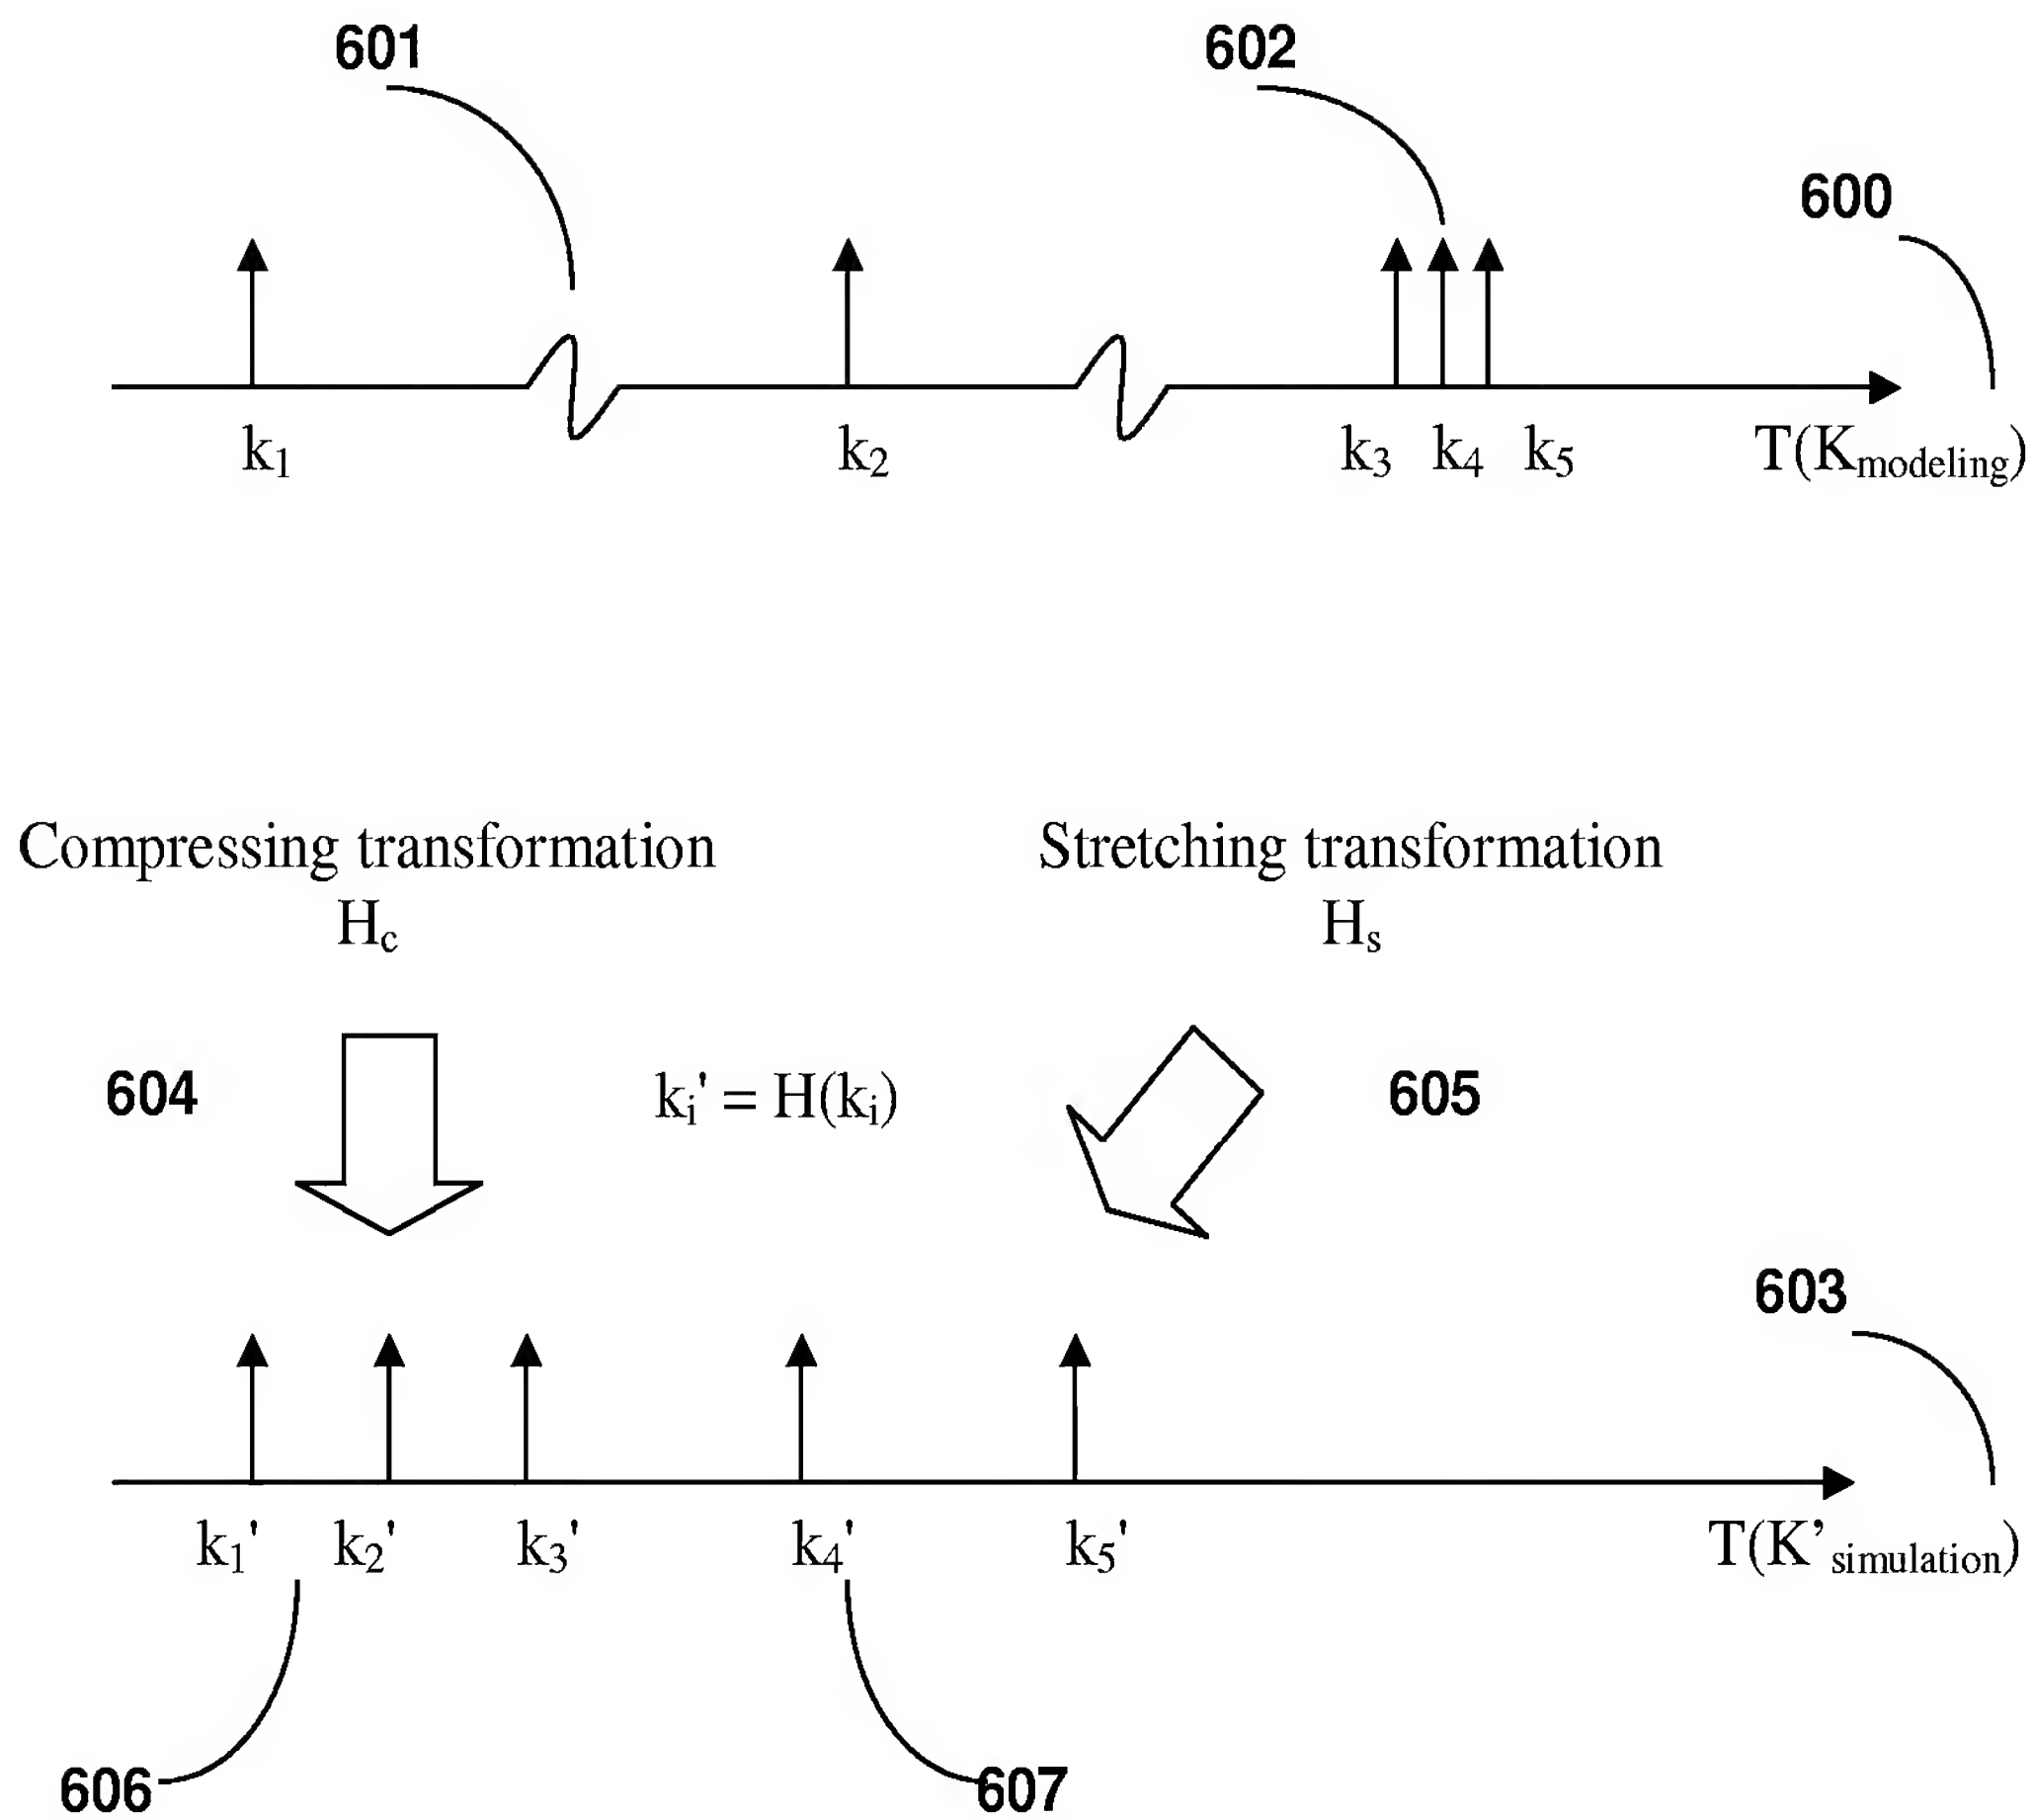 601 602
600
k1 k2 k3 k4 k5 T(Kmodeling)
Compressing transformation Stretching transformation
Hc Hs
604 ki' = H(ki) 605
603
k1' k2' k3' k4' k5' T(K’simulation)
606 607